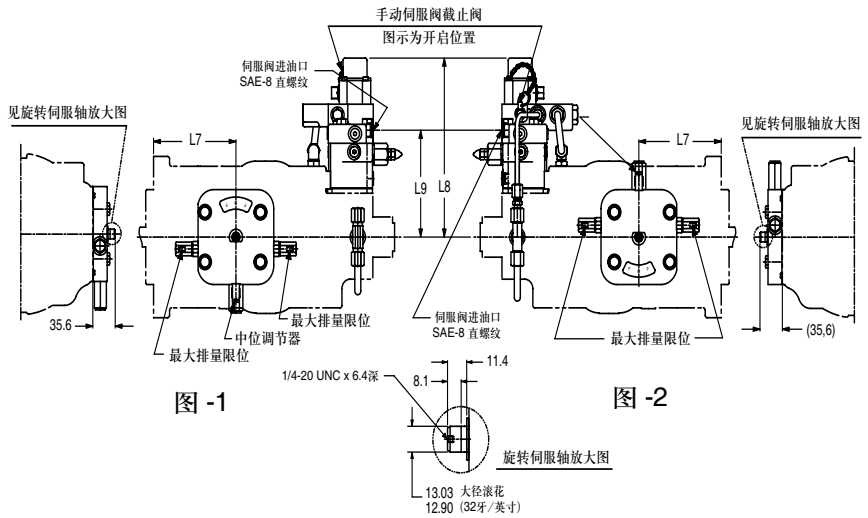 手动伺服阀截止阀
图示为开启位置
伺服阀进油口
SAE-8 直螺纹
见旋转伺服轴放大图
L7
L9
L8
L7
见旋转伺服轴放大图
35.6
最大排量限位
中位调节器
最大排量限位
伺服阀进油口
SAE-8 直螺纹
最大排量限位
(35,6)
图 -1
图 -2
1/4-20 UNC x 6.4深
11.4
8.1
旋转伺服轴放大图
13.03 大径滚花
12.90 (32牙/英寸)